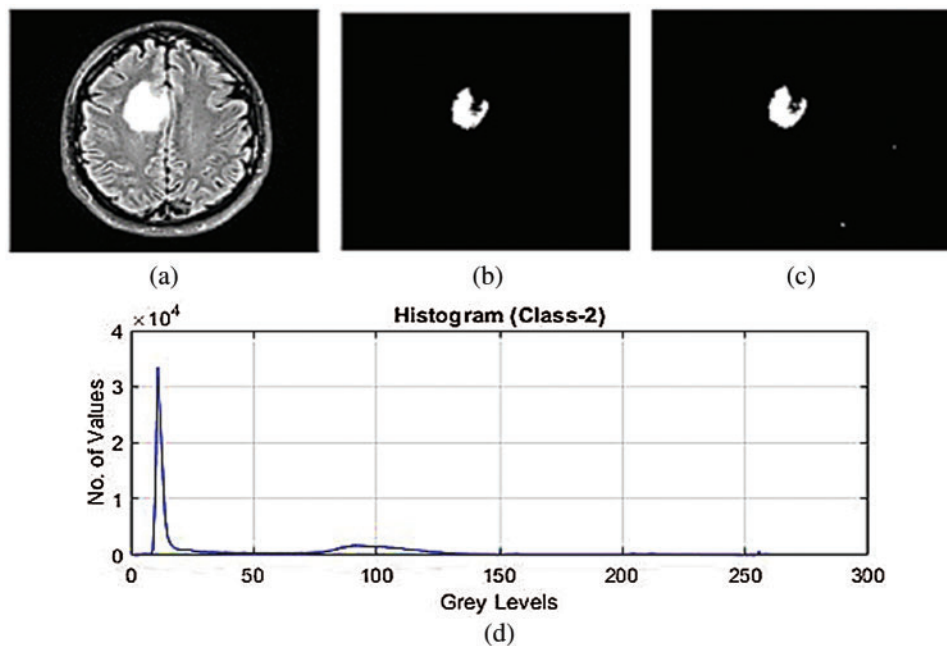 (a) (b) (c)
Histogram (Class-2)
×10^4
4
3
2
1
0
No. of Values
0 50 100 150 200 250 300
Grey Levels
(d)